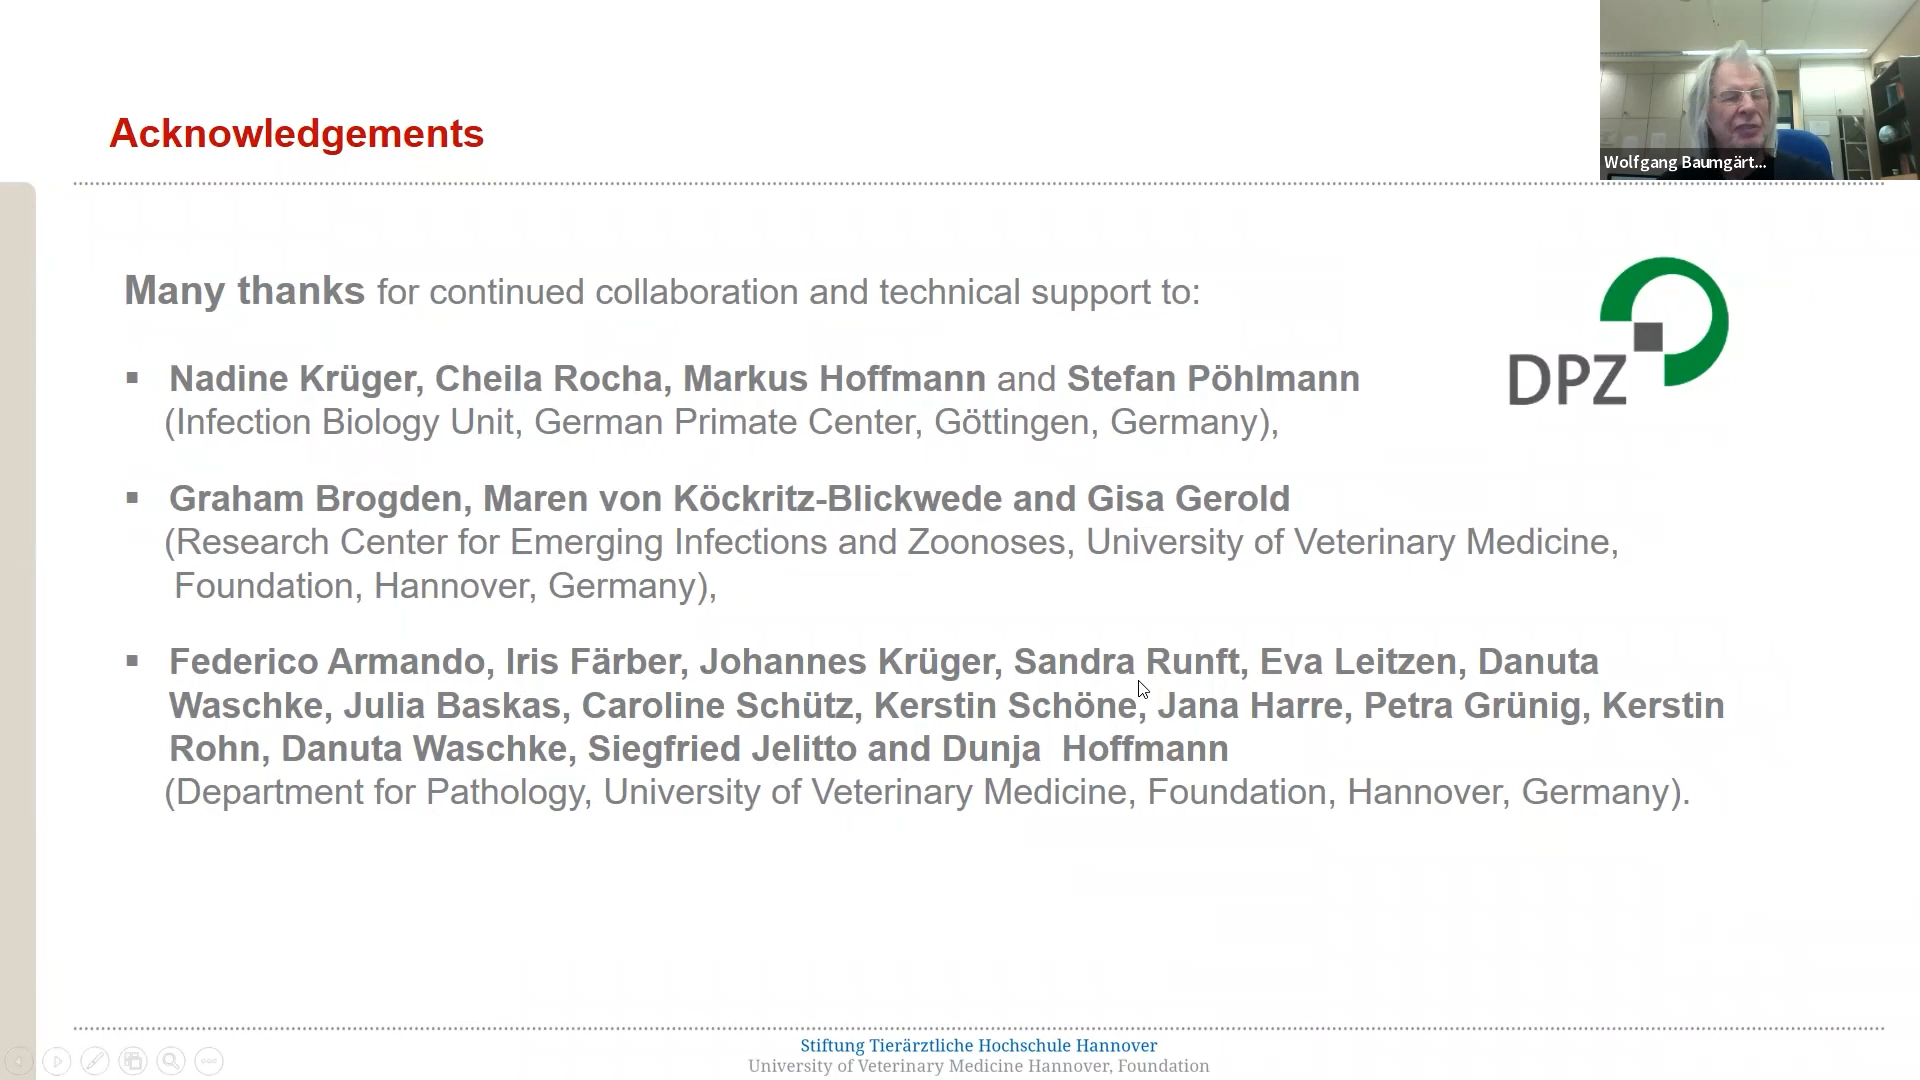 Acknowledgements
Wolfgang Baumgärt...
Many thanks for continued collaboration and technical support to:
DPZ
▪ Nadine Krüger, Cheila Rocha, Markus Hoffmann and Stefan Pöhlmann
(Infection Biology Unit, German Primate Center, Göttingen, Germany),
▪ Graham Brogden, Maren von Köckritz-Blickwede and Gisa Gerold
(Research Center for Emerging Infections and Zoonoses, University of Veterinary Medicine,
Foundation, Hannover, Germany),
▪ Federico Armando, Iris Färber, Johannes Krüger, Sandra Runft, Eva Leitzen, Danuta
Waschke, Julia Baskas, Caroline Schütz, Kerstin Schöne, Jana Harre, Petra Grünig, Kerstin
Rohn, Danuta Waschke, Siegfried Jelitto and Dunja  Hoffmann
(Department for Pathology, University of Veterinary Medicine, Foundation, Hannover, Germany).
Stiftung Tierärztliche Hochschule Hannover
University of Veterinary Medicine Hannover, Foundation